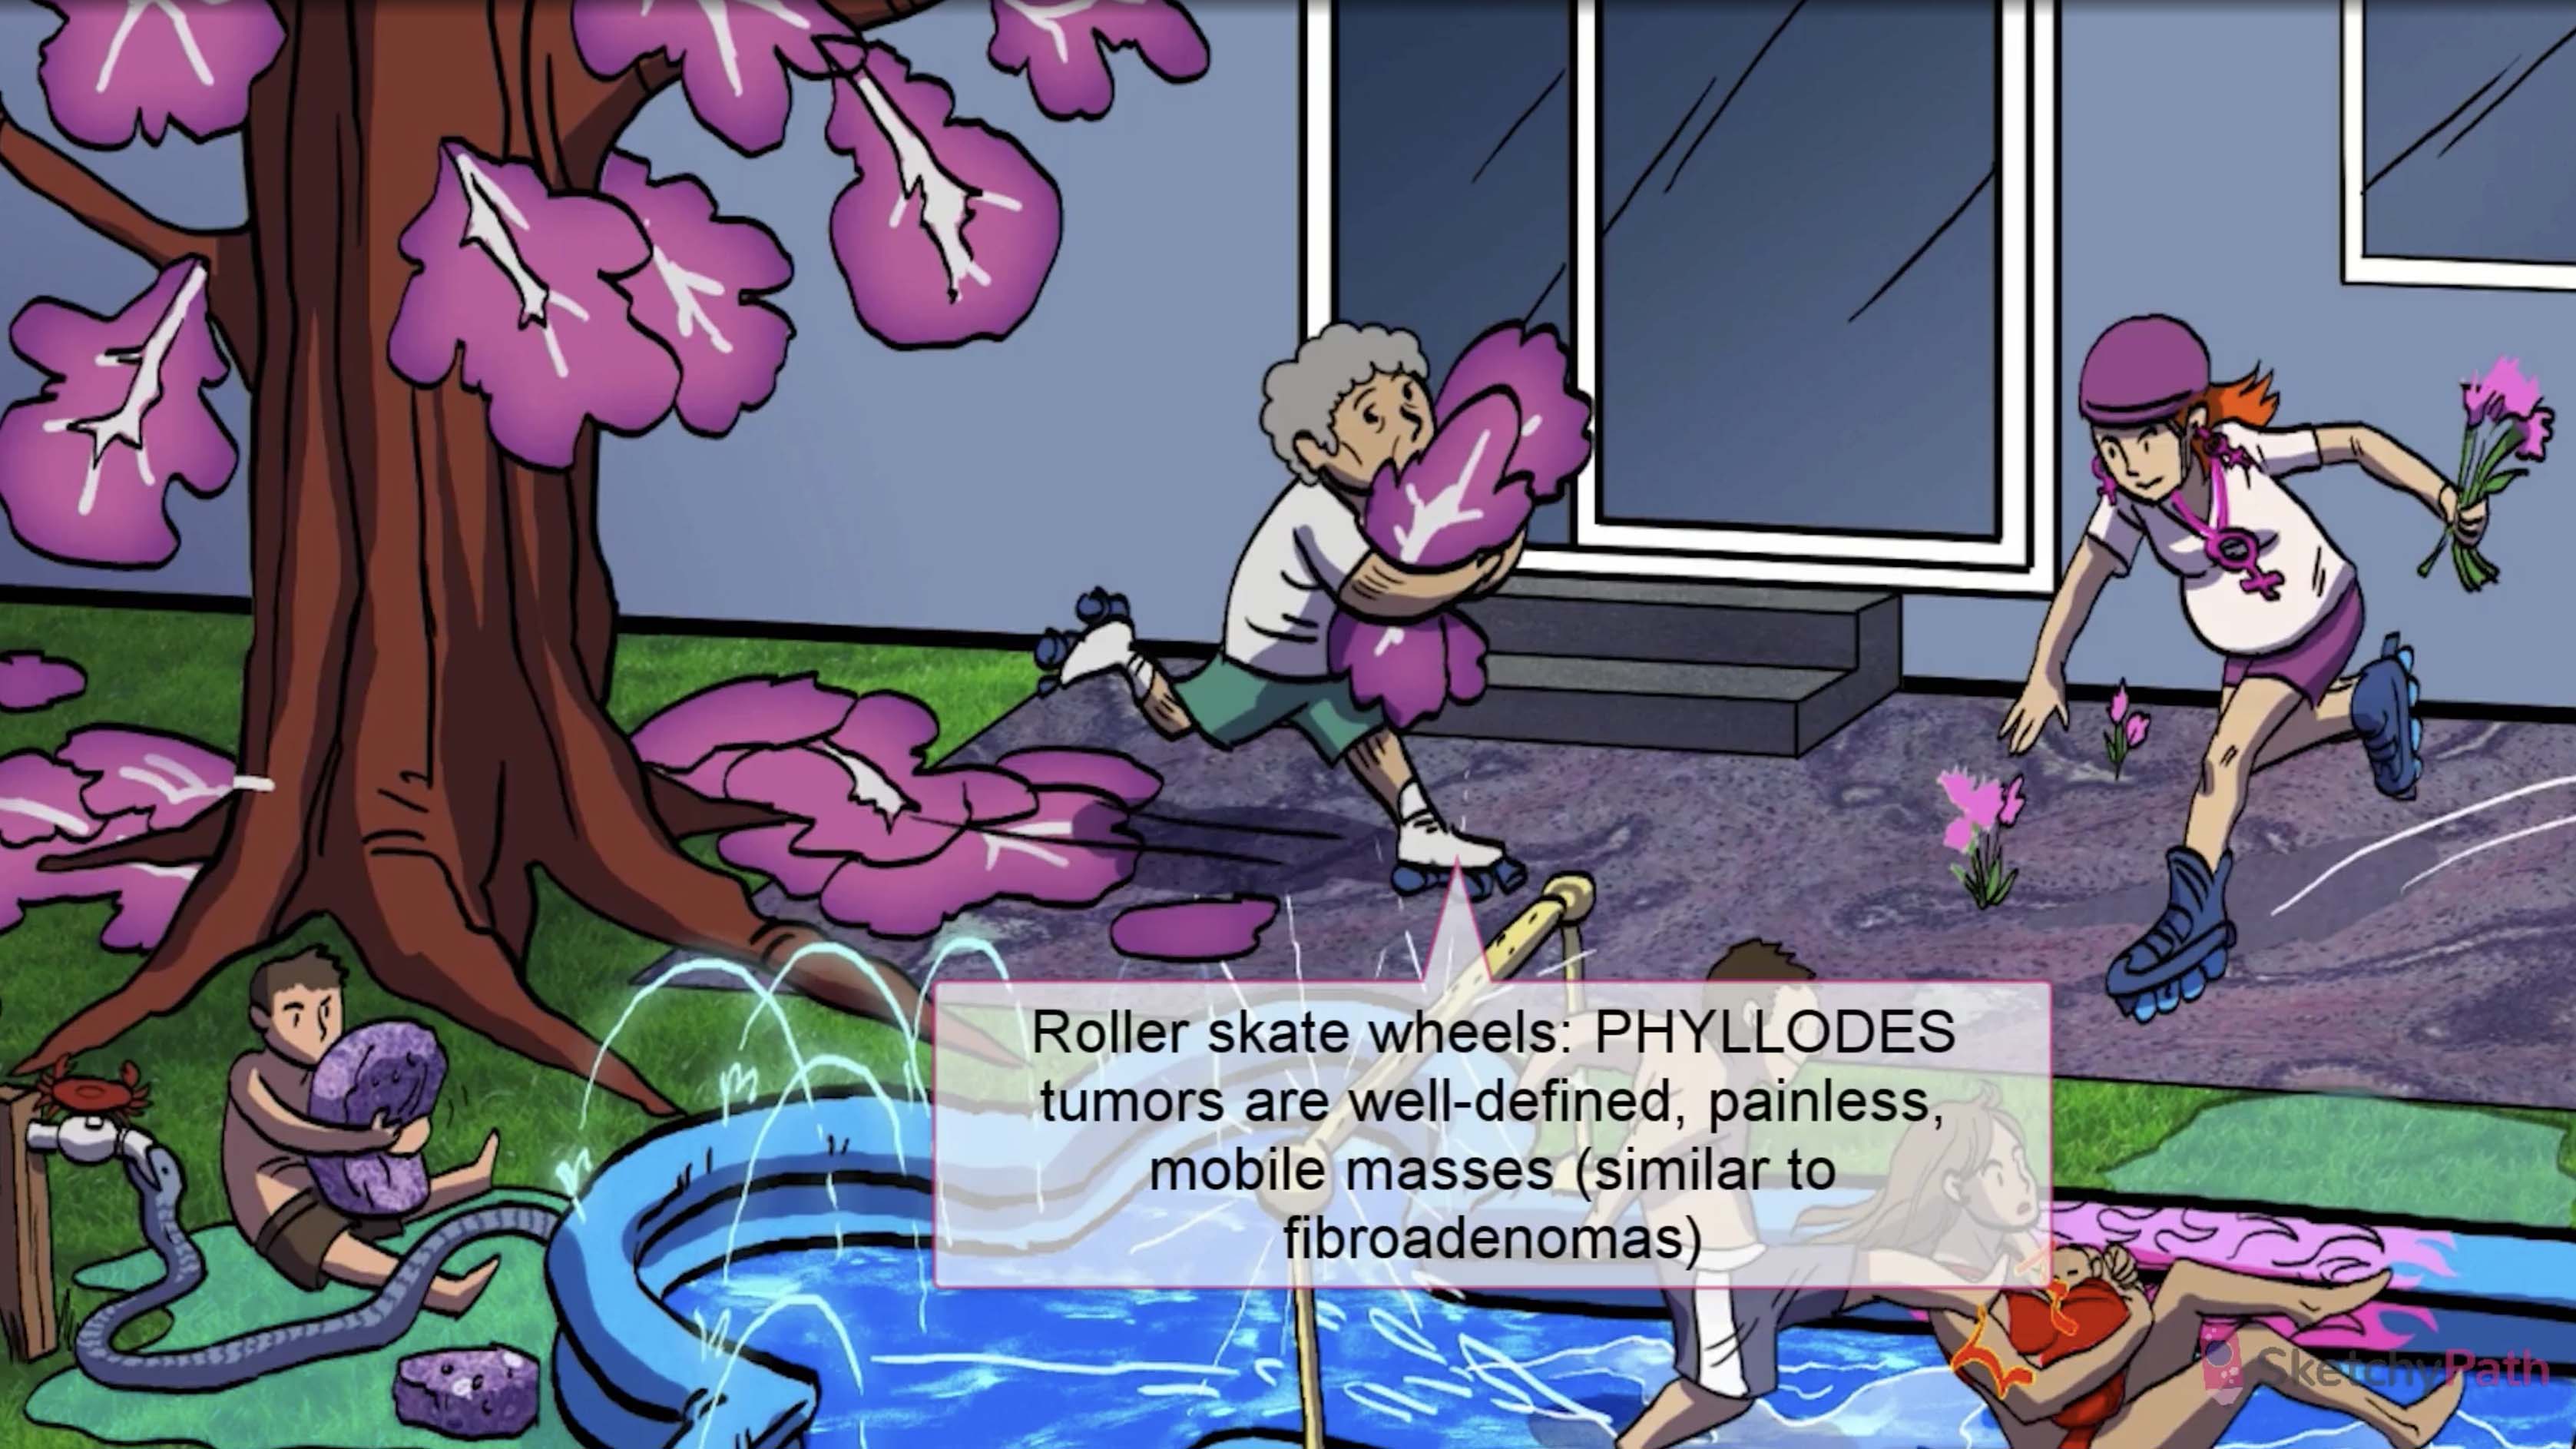 Roller skate wheels: PHYLLODES
tumors are well-defined, painless,
mobile masses (similar to
fibroadenomas)
SketchyPath